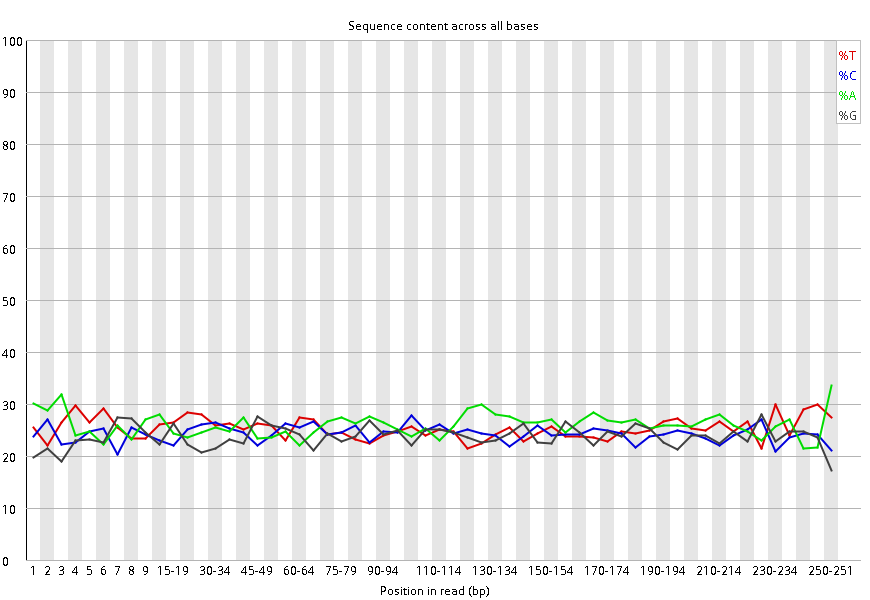 Sequence content across all bases
100
90
80
70
60
50
40
30
20
10
0
%T
%C
%A
%G
1 2 3 4 5 6 7 8 9 15-19 30-34 45-49 60-64 75-79 90-94 110-114 130-134 150-154 170-174 190-194 210-214 230-234 250-251
Position in read (bp)